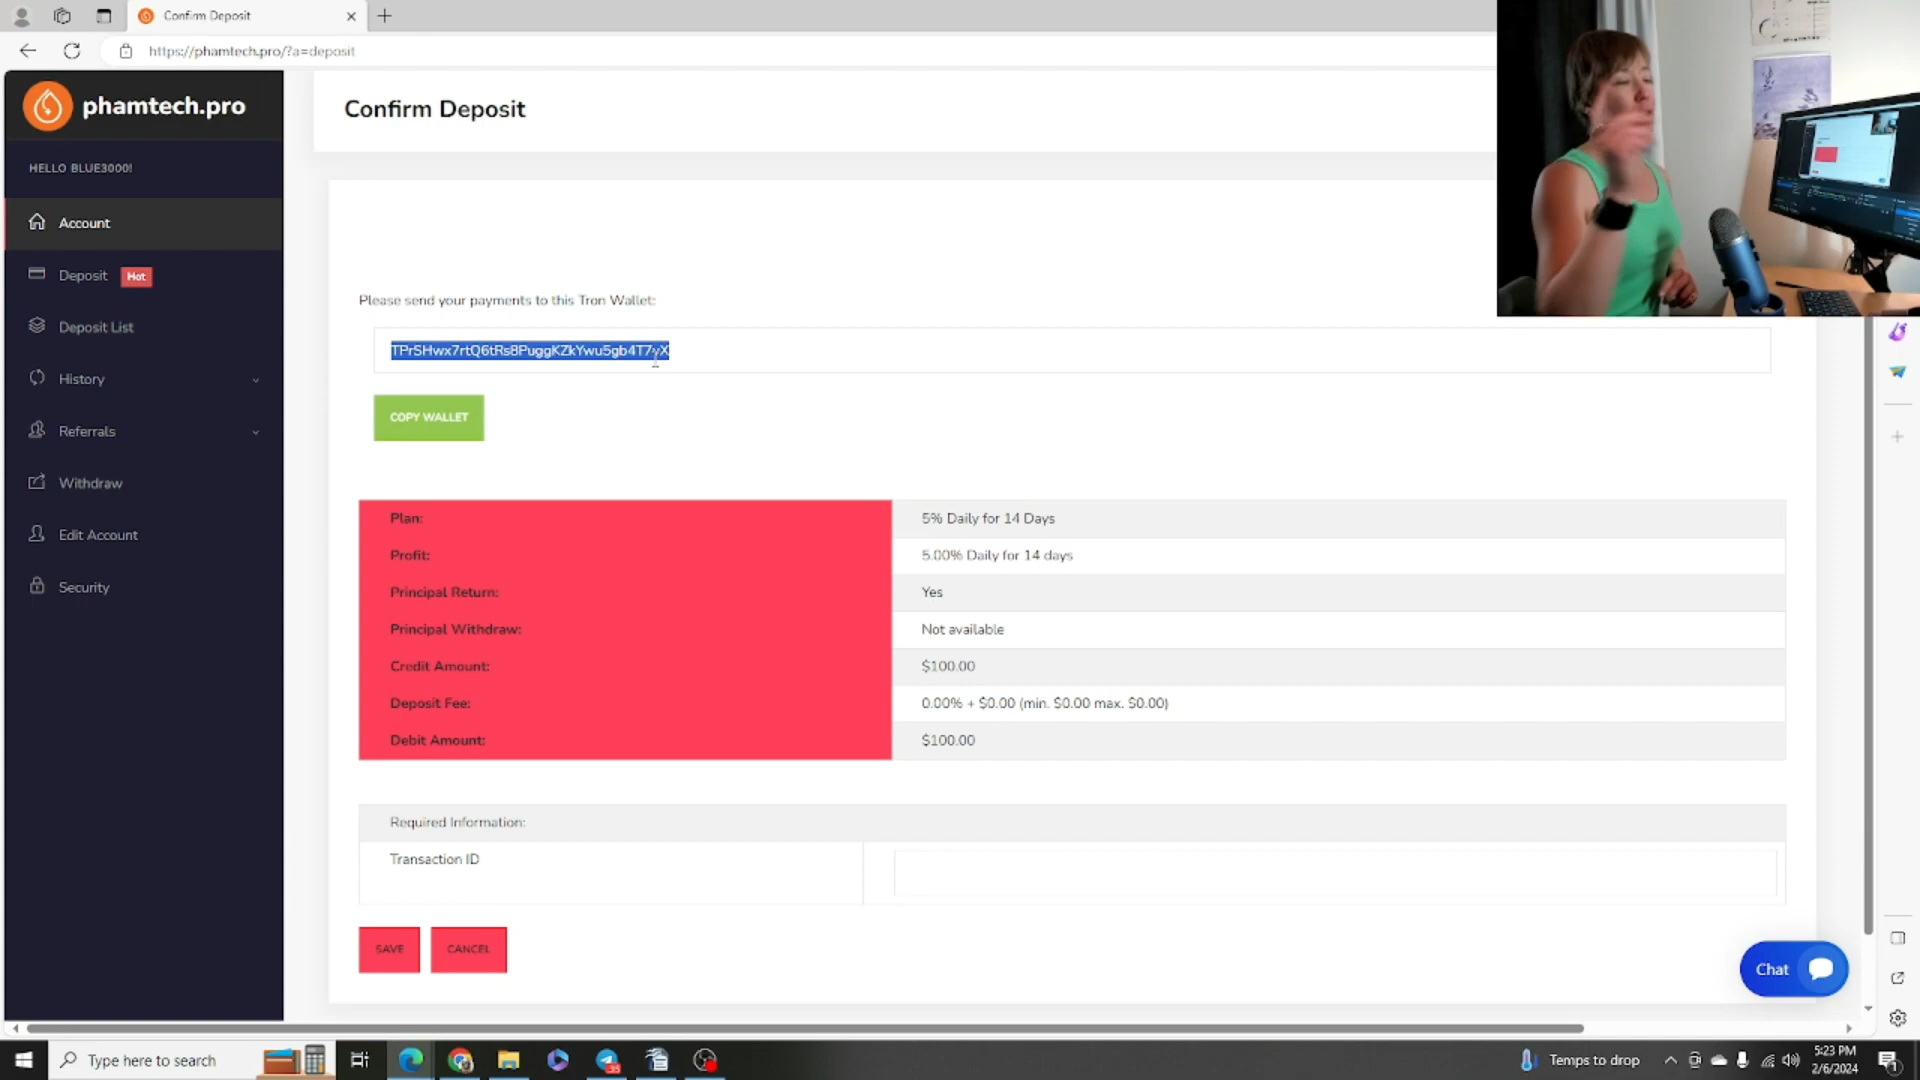 Confirm Deposit
https://phamtech.pro/?a=deposit
phamtech.pro
HELLO BLUE3000!
Account
Deposit Hot
Deposit List
History
Referrals
Withdraw
Edit Account
Security
Confirm Deposit
Please send your payments to this Tron Wallet:
TPrSHwx7rtQ6tRs8PuggKZkYwu5gb4T7yX
COPY WALLET
Plan: 5% Daily for 14 Days
Profit: 5.00% Daily for 14 days
Principal Return: Yes
Principal Withdraw: Not available
Credit Amount: $100.00
Deposit Fee: 0.00% + $0.00 (min. $0.00 max. $0.00)
Debit Amount: $100.00
Required Information:
Transaction ID
SAVE CANCEL
Chat
Type here to search
Temps to drop
5:23 PM
2/6/2024